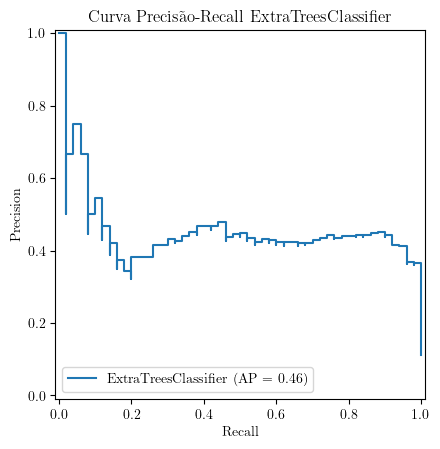 Curva Precisão-Recall ExtraTreesClassifier
1.0
0.8
0.6
0.4
0.2
0.0
Precision
ExtraTreesClassifier (AP = 0.46)
0.0 0.2 0.4 0.6 0.8 1.0
Recall